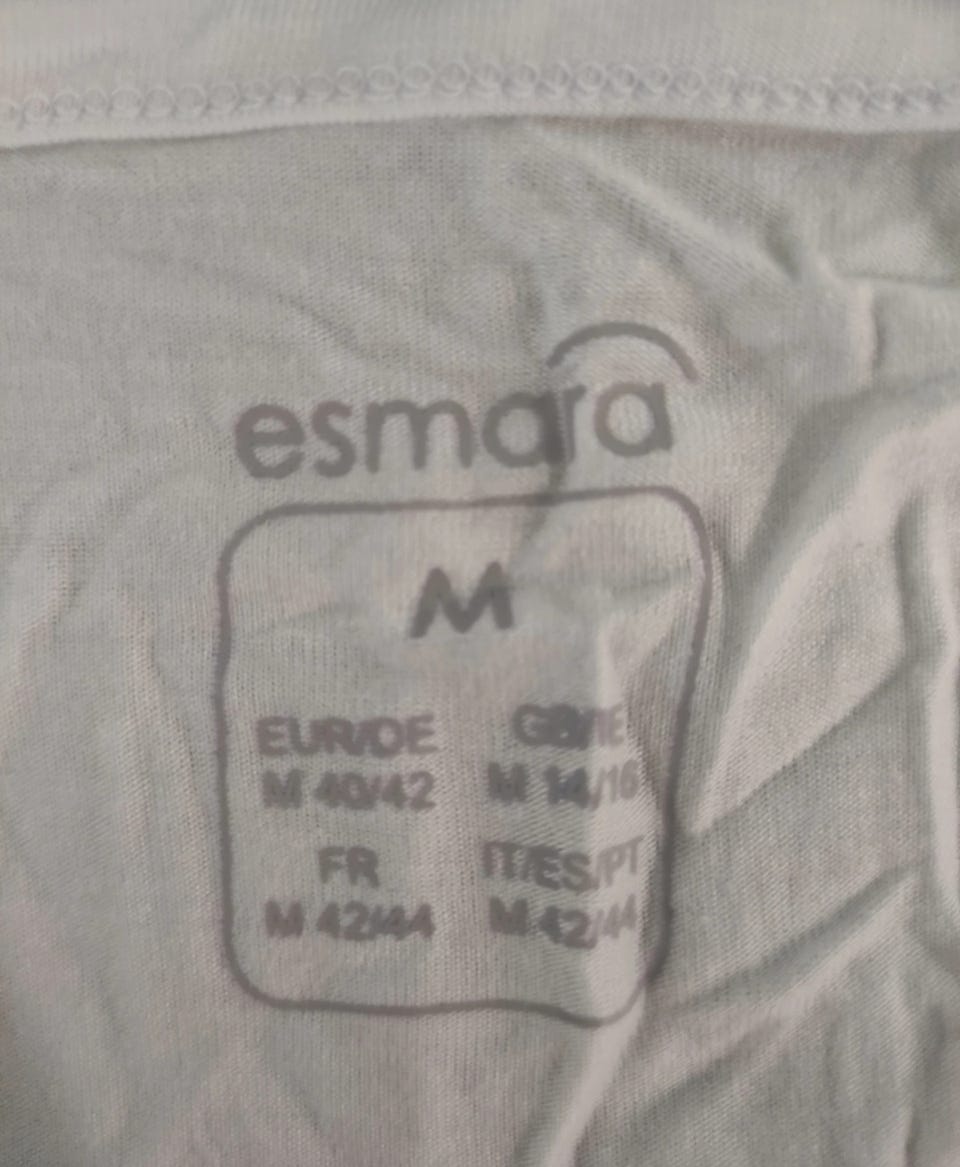 esmara
M
EUR/DE GB/IE
M 40/42 M 14/16
FR IT/ES/PT
M 42/44 M 42/44